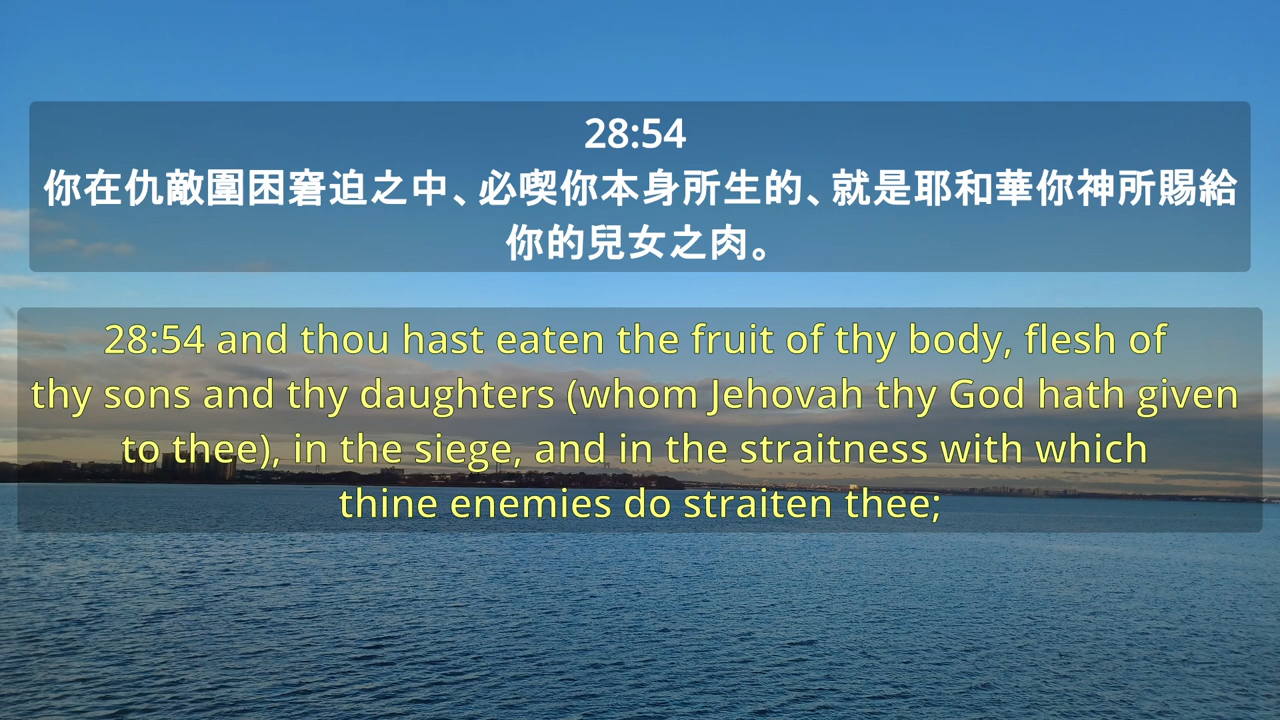 28:54
你在仇敵圍困窘迫之中、必喫你本身所生的、就是耶和華你神所賜給
你的兒女之肉。
28:54 and thou hast eaten the fruit of thy body, flesh of
thy sons and thy daughters (whom Jehovah thy God hath given
to thee), in the siege, and in the straitness with which
thine enemies do straiten thee;